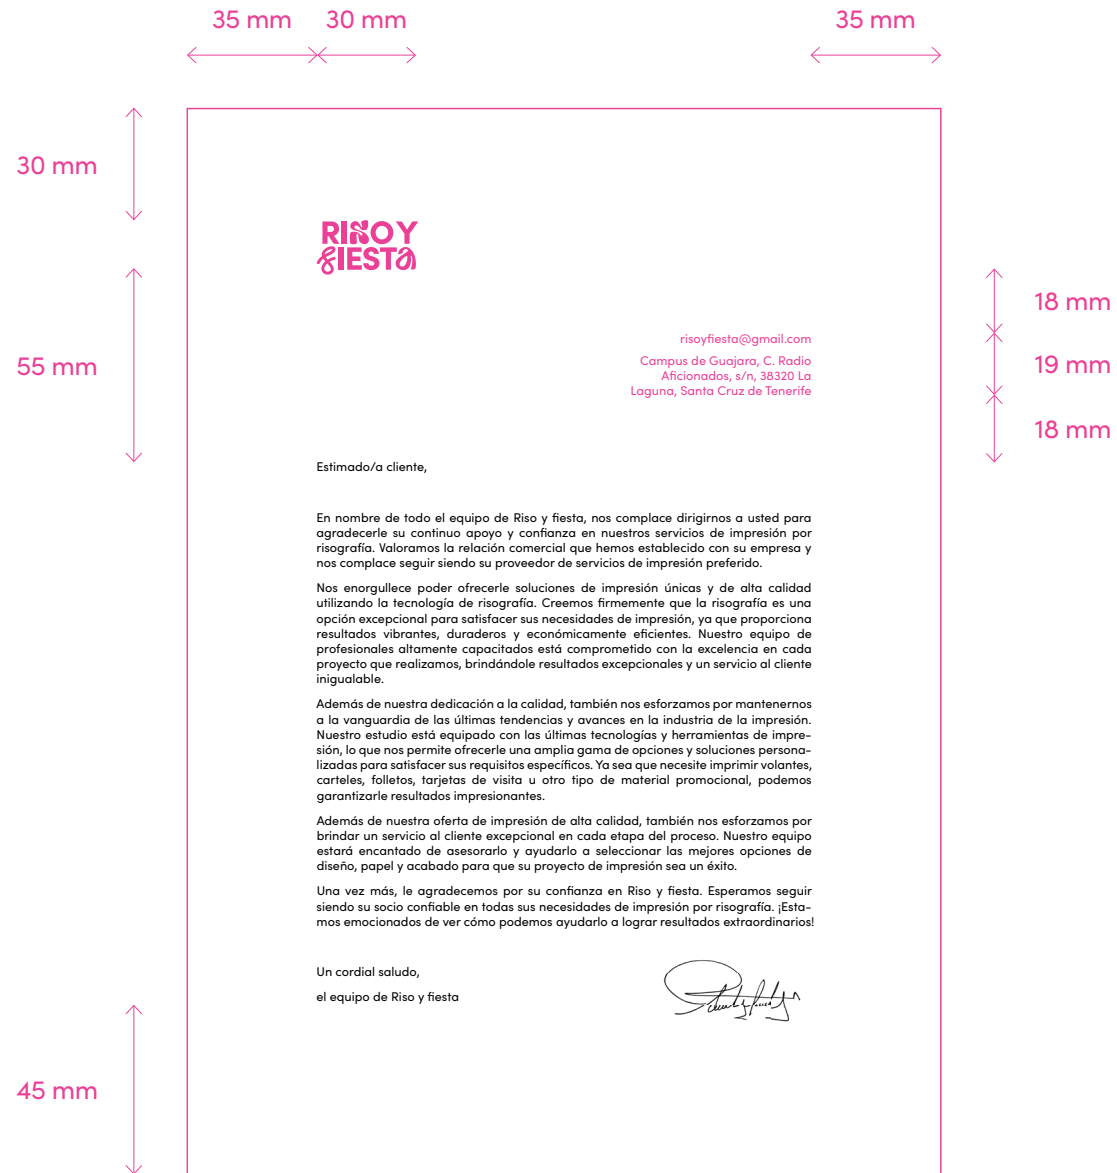 35 mm 30 mm 35 mm
30 mm
RISOY
FIESTA
55 mm
18 mm
19 mm
18 mm
risoyfiesta@gmail.com
Campus de Guajara, C. Radio
Aficionados, s/n, 38320 La
Laguna, Santa Cruz de Tenerife
Estimado/a cliente,
En nombre de todo el equipo de Riso y fiesta, nos complace dirigirnos a usted para
agradecerle su continuo apoyo y confianza en nuestros servicios de impresión por
risografía. Valoramos la relación comercial que hemos establecido con su empresa y
nos complace seguir siendo su proveedor de servicios de impresión preferido.
Nos enorgullece poder ofrecerle soluciones de impresión únicas y de alta calidad
utilizando la tecnología de risografía. Creemos firmemente que la risografía es una
opción excepcional para satisfacer sus necesidades de impresión, ya que proporciona
resultados vibrantes, duraderos y económicamente eficientes. Nuestro equipo de
profesionales altamente capacitados está comprometido con la excelencia en cada
proyecto que realizamos, brindándole resultados excepcionales y un servicio al cliente
inigualable.
Además de nuestra dedicación a la calidad, también nos esforzamos por mantenernos
a la vanguardia de las últimas tendencias y avances en la industria de la impresión.
Nuestro estudio está equipado con las últimas tecnologías y herramientas de impre-
sión, lo que nos permite ofrecerle una amplia gama de opciones y soluciones persona-
lizadas para satisfacer sus requisitos específicos. Ya sea que necesite imprimir volantes,
carteles, folletos, tarjetas de visita u otro tipo de material promocional, podemos
garantizarle resultados impresionantes.
Además de nuestra oferta de impresión de alta calidad, también nos esforzamos por
brindar un servicio al cliente excepcional en cada etapa del proceso. Nuestro equipo
estará encantado de asesorarlo y ayudarlo a seleccionar las mejores opciones de
diseño, papel y acabado para que su proyecto de impresión sea un éxito.
Una vez más, le agradecemos por su confianza en Riso y fiesta. Esperamos seguir
siendo su socio confiable en todas sus necesidades de impresión por risografía. ¡Esta-
mos emocionados de ver cómo podemos ayudarlo a lograr resultados extraordinarios!
Un cordial saludo,
el equipo de Riso y fiesta
45 mm